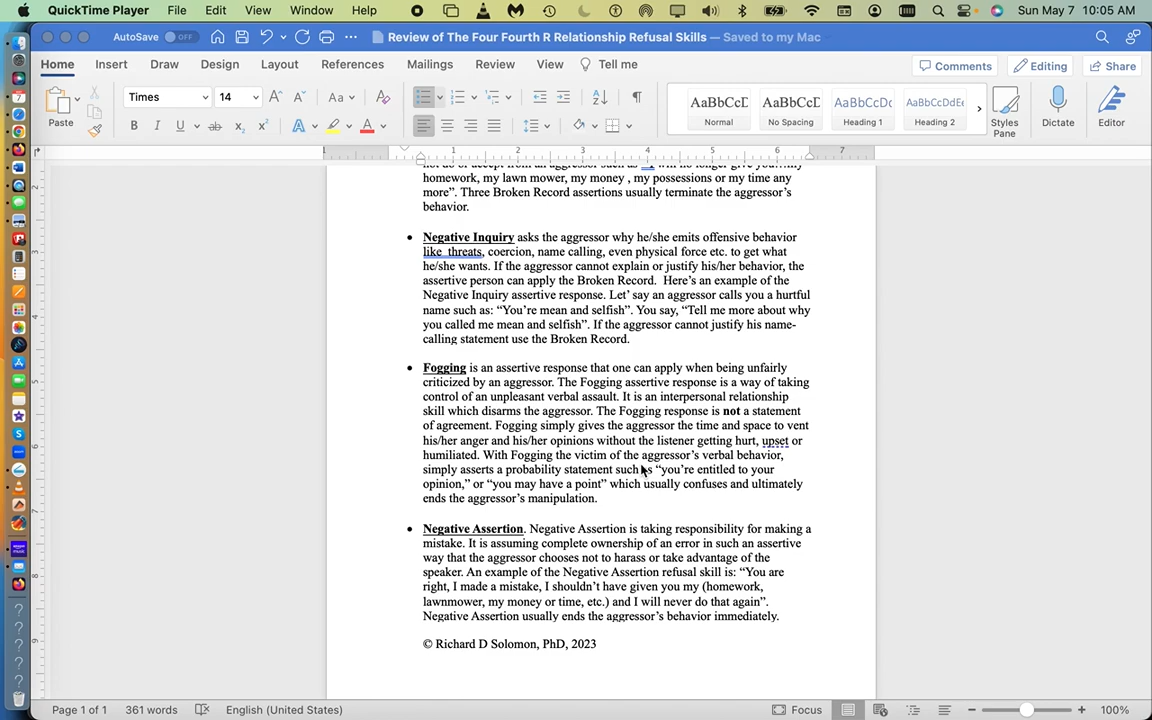 QuickTime Player File Edit View Window Help Sun May 7 10:05 AM
AutoSave OFF Review of The Four Fourth R Relationship Refusal Skills — Saved to my Mac
Home Insert Draw Design Layout References Mailings Review View Tell me Comments Editing Share
Paste Times 14 Aa AaBbCcD AaBbCcD AaBbCcDc AaBbCcDdEe
Normal No Spacing Heading 1 Heading 2 Styles Pane Dictate Editor
homework, my lawn mower, my money , my possessions or my time any
more”. Three Broken Record assertions usually terminate the aggressor’s
behavior.
• Negative Inquiry asks the aggressor why he/she emits offensive behavior
like threats, coercion, name calling, even physical force etc. to get what
he/she wants. If the aggressor cannot explain or justify his/her behavior, the
assertive person can apply the Broken Record. Here’s an example of the
Negative Inquiry assertive response. Let’ say an aggressor calls you a hurtful
name such as: “You’re mean and selfish”. You say, “Tell me more about why
you called me mean and selfish”. If the aggressor cannot justify his name-
calling statement use the Broken Record.
• Fogging is an assertive response that one can apply when being unfairly
criticized by an aggressor. The Fogging assertive response is a way of taking
control of an unpleasant verbal assault. It is an interpersonal relationship
skill which disarms the aggressor. The Fogging response is not a statement
of agreement. Fogging simply gives the aggressor the time and space to vent
his/her anger and his/her opinions without the listener getting hurt, upset or
humiliated. With Fogging the victim of the aggressor’s verbal behavior,
simply asserts a probability statement such as “you’re entitled to your
opinion,” or “you may have a point” which usually confuses and ultimately
ends the aggressor’s manipulation.
• Negative Assertion. Negative Assertion is taking responsibility for making a
mistake. It is assuming complete ownership of an error in such an assertive
way that the aggressor chooses not to harass or take advantage of the
speaker. An example of the Negative Assertion refusal skill is: “You are
right, I made a mistake, I shouldn’t have given you my (homework,
lawnmower, my money or time, etc.) and I will never do that again”.
Negative Assertion usually ends the aggressor’s behavior immediately.
© Richard D Solomon, PhD, 2023
Page 1 of 1 361 words English (United States) Focus 100%